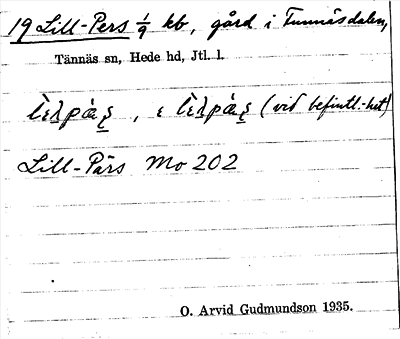 19 Lill-Pers 1/9 kb, gård i Tunnäsdalen,
Tännäs sn, Hede hd, Jtl. l.
(vid befintl.-het)
Lill-Pärs Mo 202
O. Arvid Gudmundson 1935.